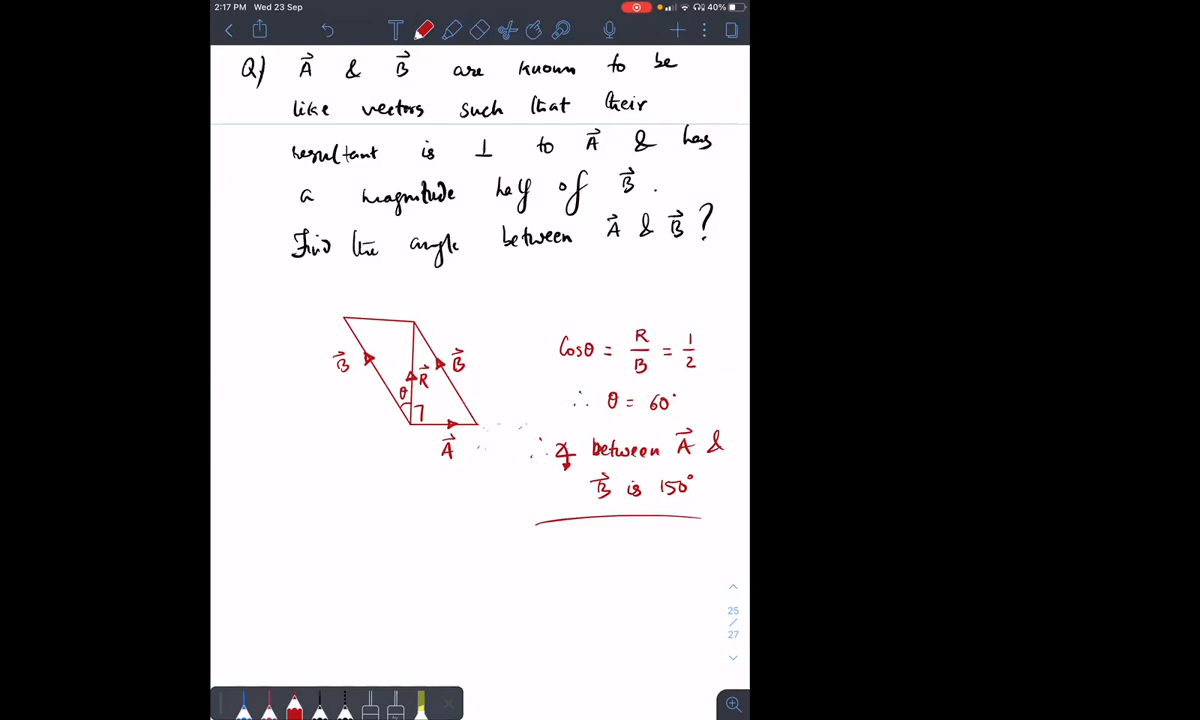 2:17 PM Wed 23 Sep 40%
T
Q) A⃗ & B⃗ are known to be
like vectors such that their
resultant is ⊥ to A⃗ & has
a magnitude half of B⃗.
Find the angle between A⃗ & B⃗ ?
B⃗ θ R⃗ B⃗
A⃗
Cosθ = R/B = 1/2
∴ θ = 60°
∴ ∡ between A⃗ &
B⃗ is 150°
25
/
27